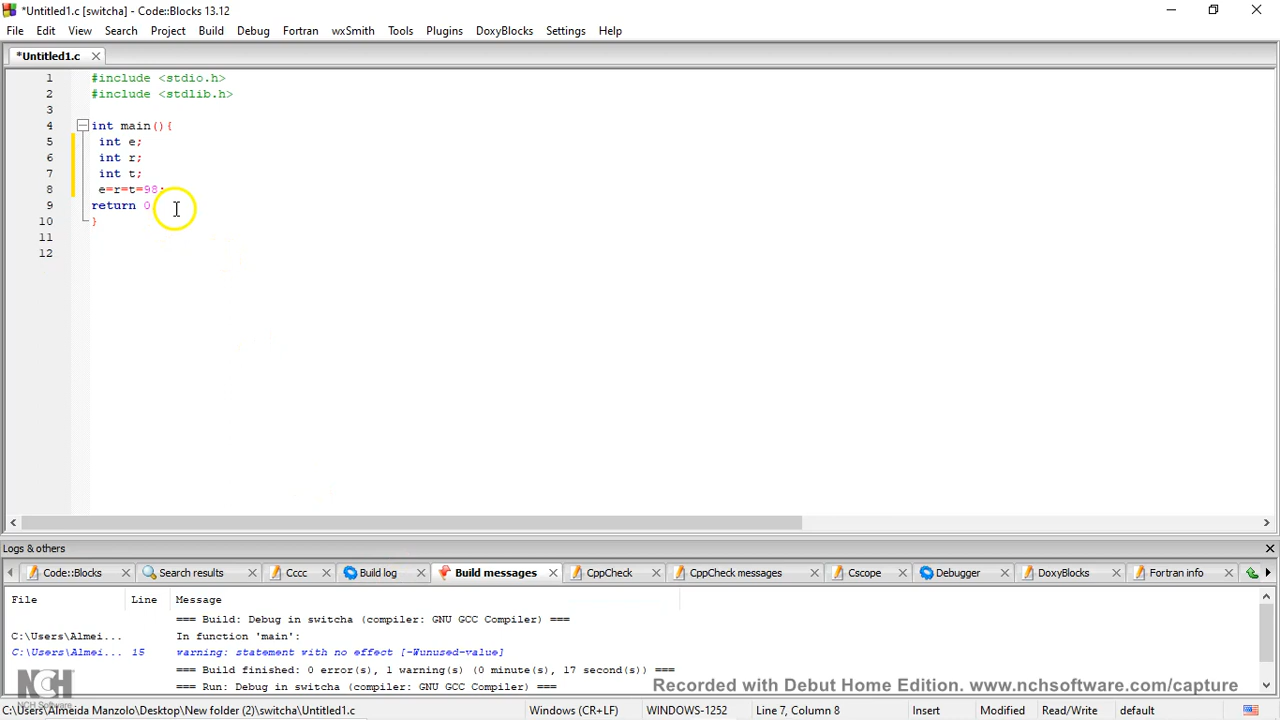 *Untitled1.c [switcha] - Code::Blocks 13.12
File Edit View Search Project Build Debug Fortran wxSmith Tools Plugins DoxyBlocks Settings Help
*Untitled1.c
1 #include <stdio.h>
2 #include <stdlib.h>
3
4 int main(){
5 int e;
6 int r;
7 int t;
8 e=r=t=98;
9 return 0
10 }
11
12
Logs & others
Code::Blocks Search results Cccc Build log Build messages CppCheck CppCheck messages Cscope Debugger DoxyBlocks Fortran info
File Line Message
=== Build: Debug in switcha (compiler: GNU GCC Compiler) ===
C:\Users\Almei... In function 'main':
C:\Users\Almei... 15 warning: statement with no effect [-Wunused-value]
=== Build finished: 0 error(s), 1 warning(s) (0 minute(s), 17 second(s)) ===
=== Run: Debug in switcha (compiler: GNU GCC Compiler) ===
NCH
NCH Software
Recorded with Debut Home Edition. www.nchsoftware.com/capture
C:\Users\Almeida Manzolo\Desktop\New folder (2)\switcha\Untitled1.c Windows (CR+LF) WINDOWS-1252 Line 7, Column 8 Insert Modified Read/Write default